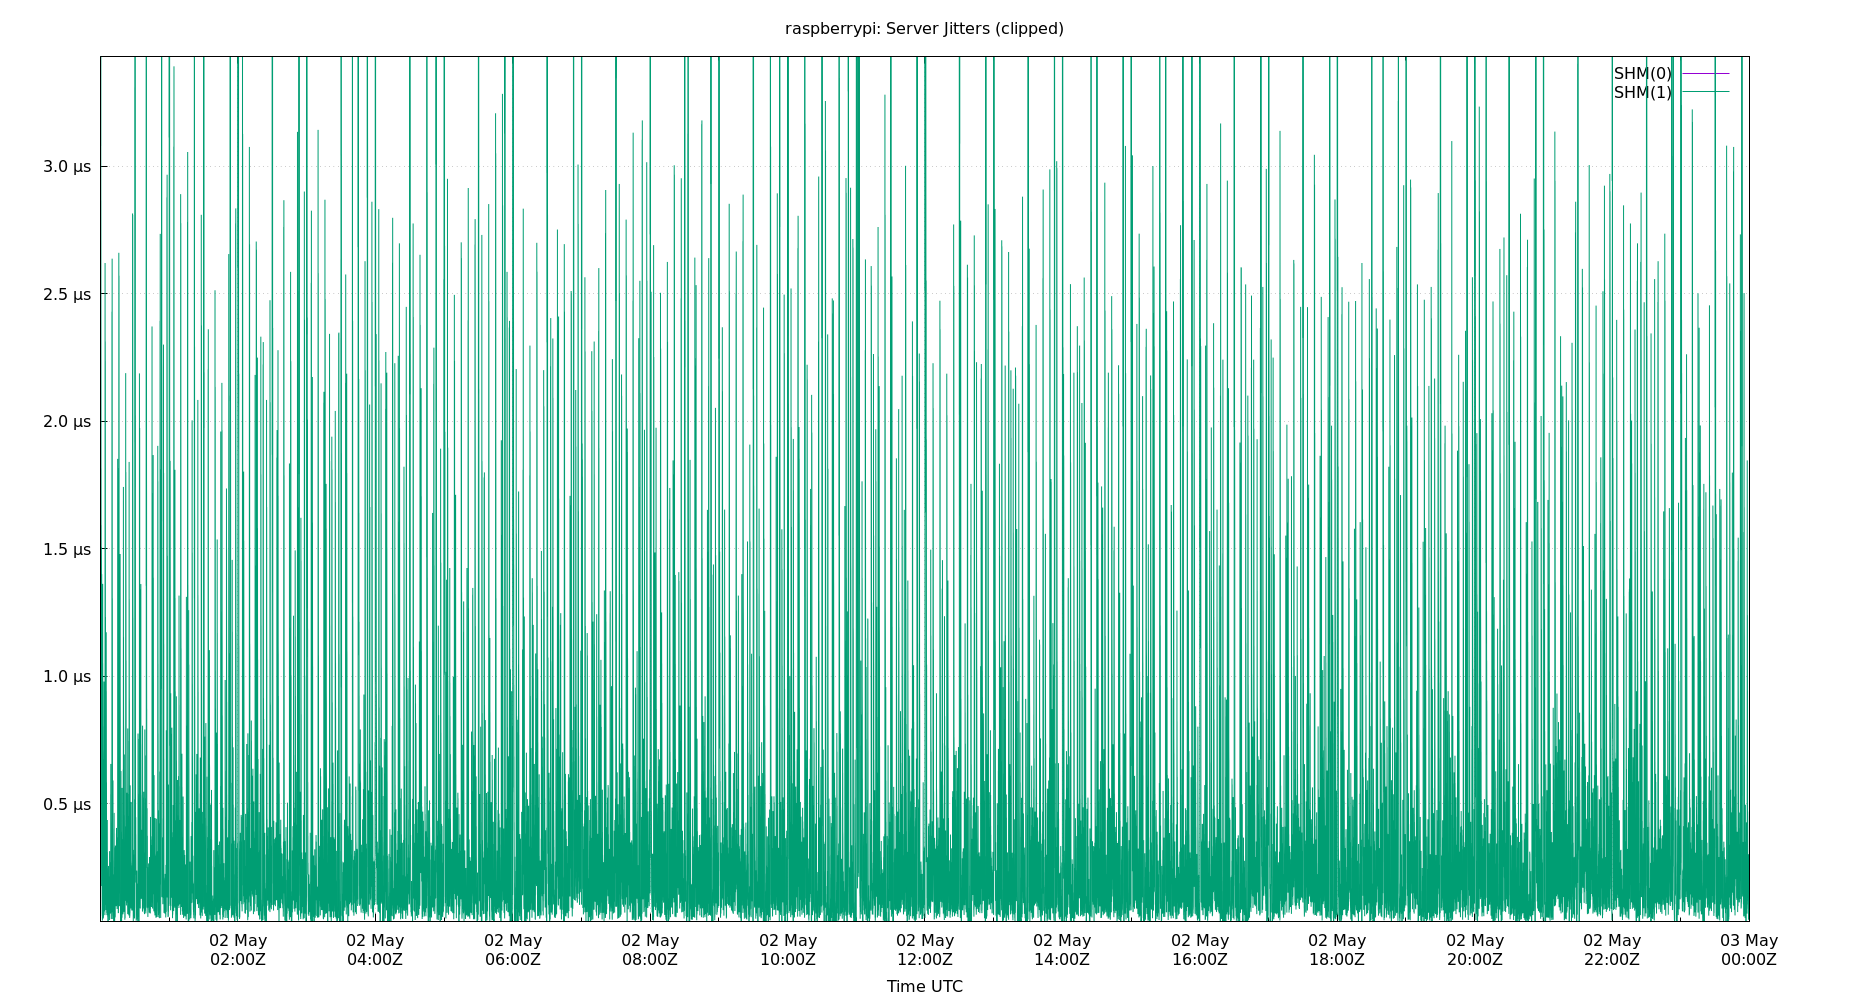 raspberrypi: Server Jitters (clipped)
SHM(0)
SHM(1)
3.0 µs
2.5 µs
2.0 µs
1.5 µs
1.0 µs
0.5 µs
02 May 02 May 02 May 02 May 02 May 02 May 02 May 02 May 02 May 02 May 02 May 03 May
02:00Z 04:00Z 06:00Z 08:00Z 10:00Z 12:00Z 14:00Z 16:00Z 18:00Z 20:00Z 22:00Z 00:00Z
Time UTC